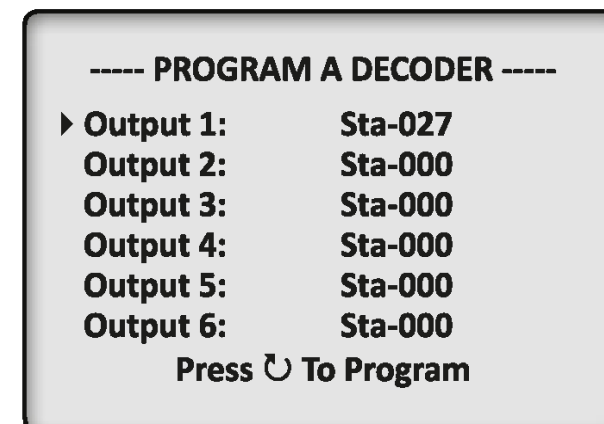 ----- PROGRAM A DECODER -----
Output 1: Sta-027
Output 2: Sta-000
Output 3: Sta-000
Output 4: Sta-000
Output 5: Sta-000
Output 6: Sta-000
Press ↻ To Program